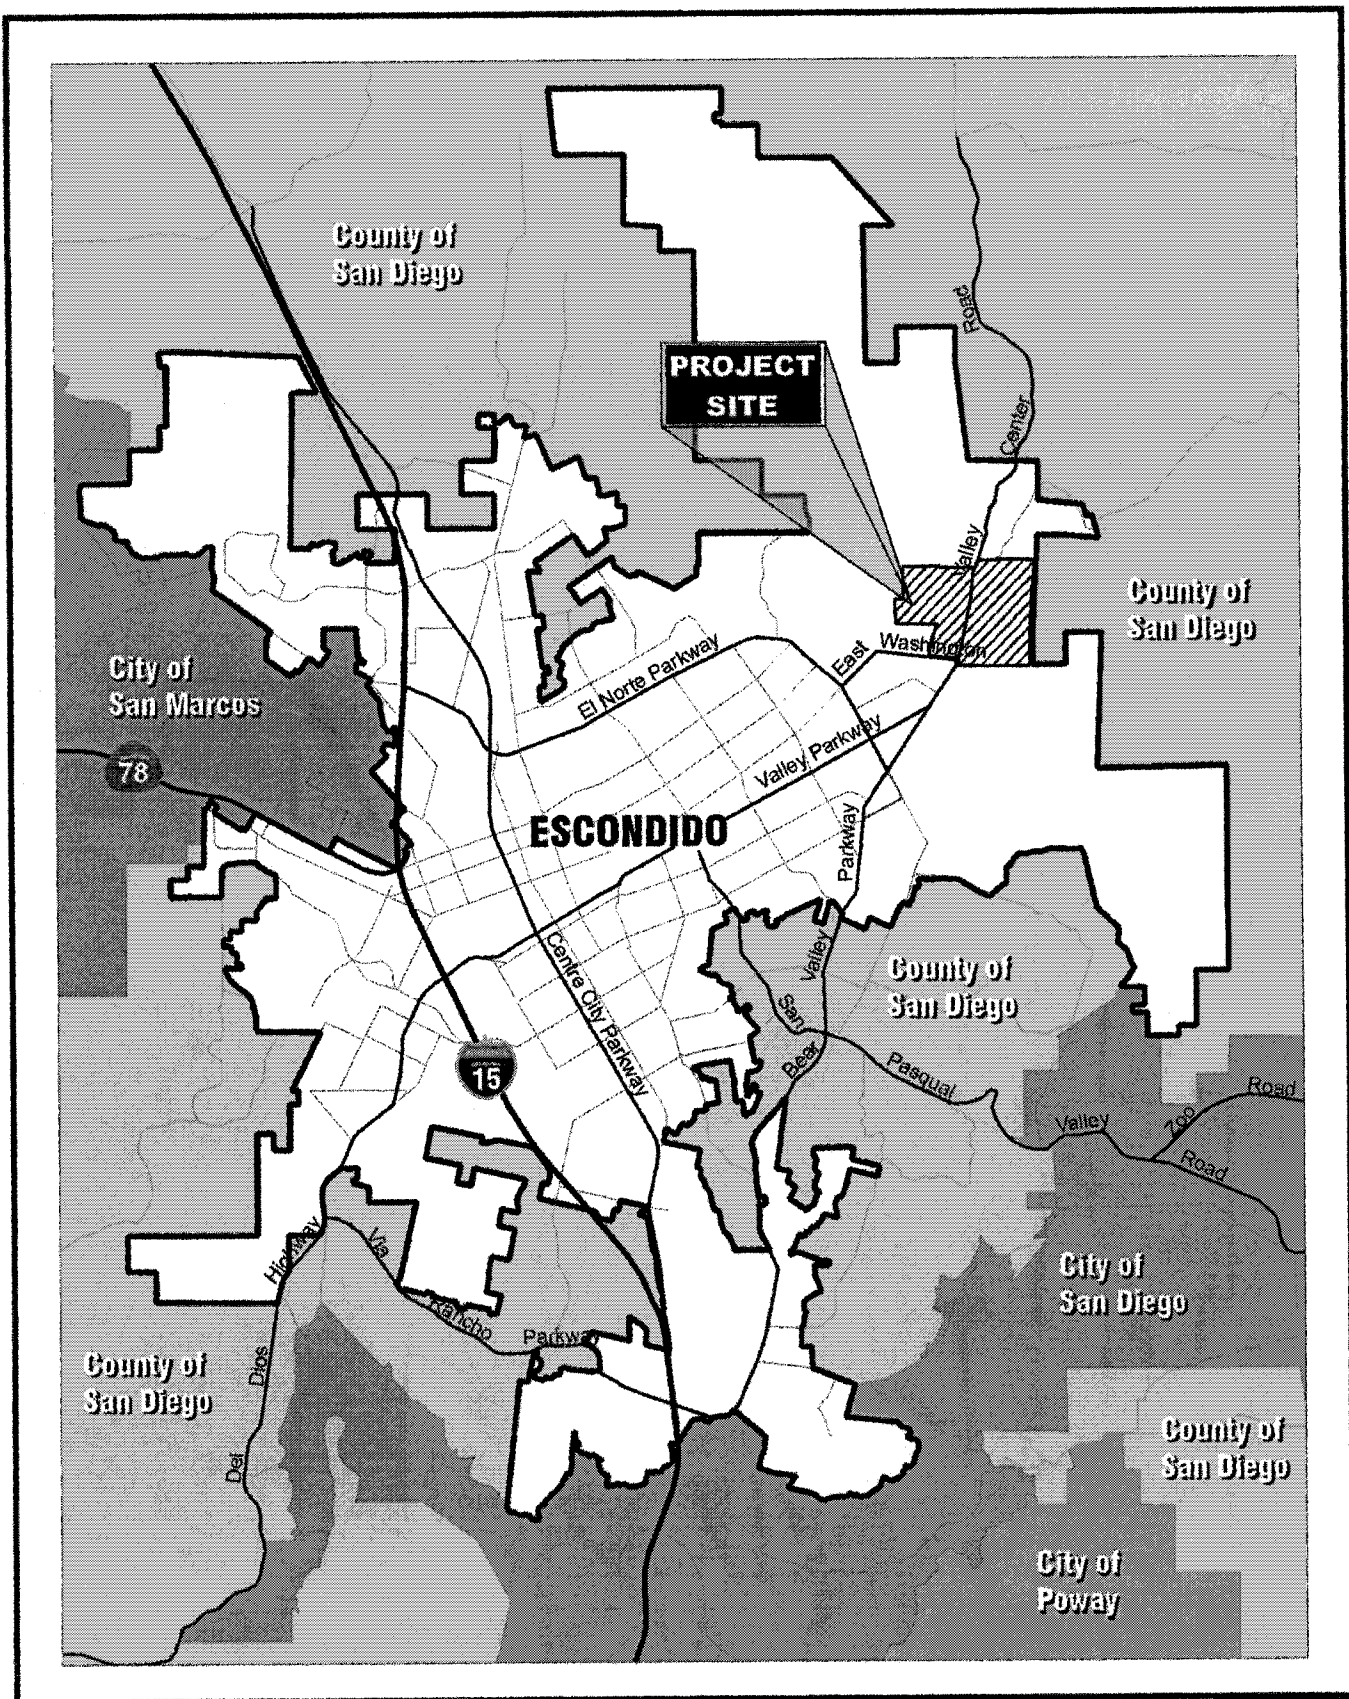 County of
San Diego
Road
PROJECT
SITE
Center
Valley
County of
San Diego
East
Washington
El Norte Parkway
City of
San Marcos
78
Valley Parkway
ESCONDIDO
Parkway
Valley
County of
San Diego
Centre City Parkway
San
Bear
15
Pasqual
Valley
Zoo
Road
Road
Highway
Via
Rancho
Parkway
City of
San Diego
County of
San Diego
Dios
Del
County of
San Diego
City of
Poway